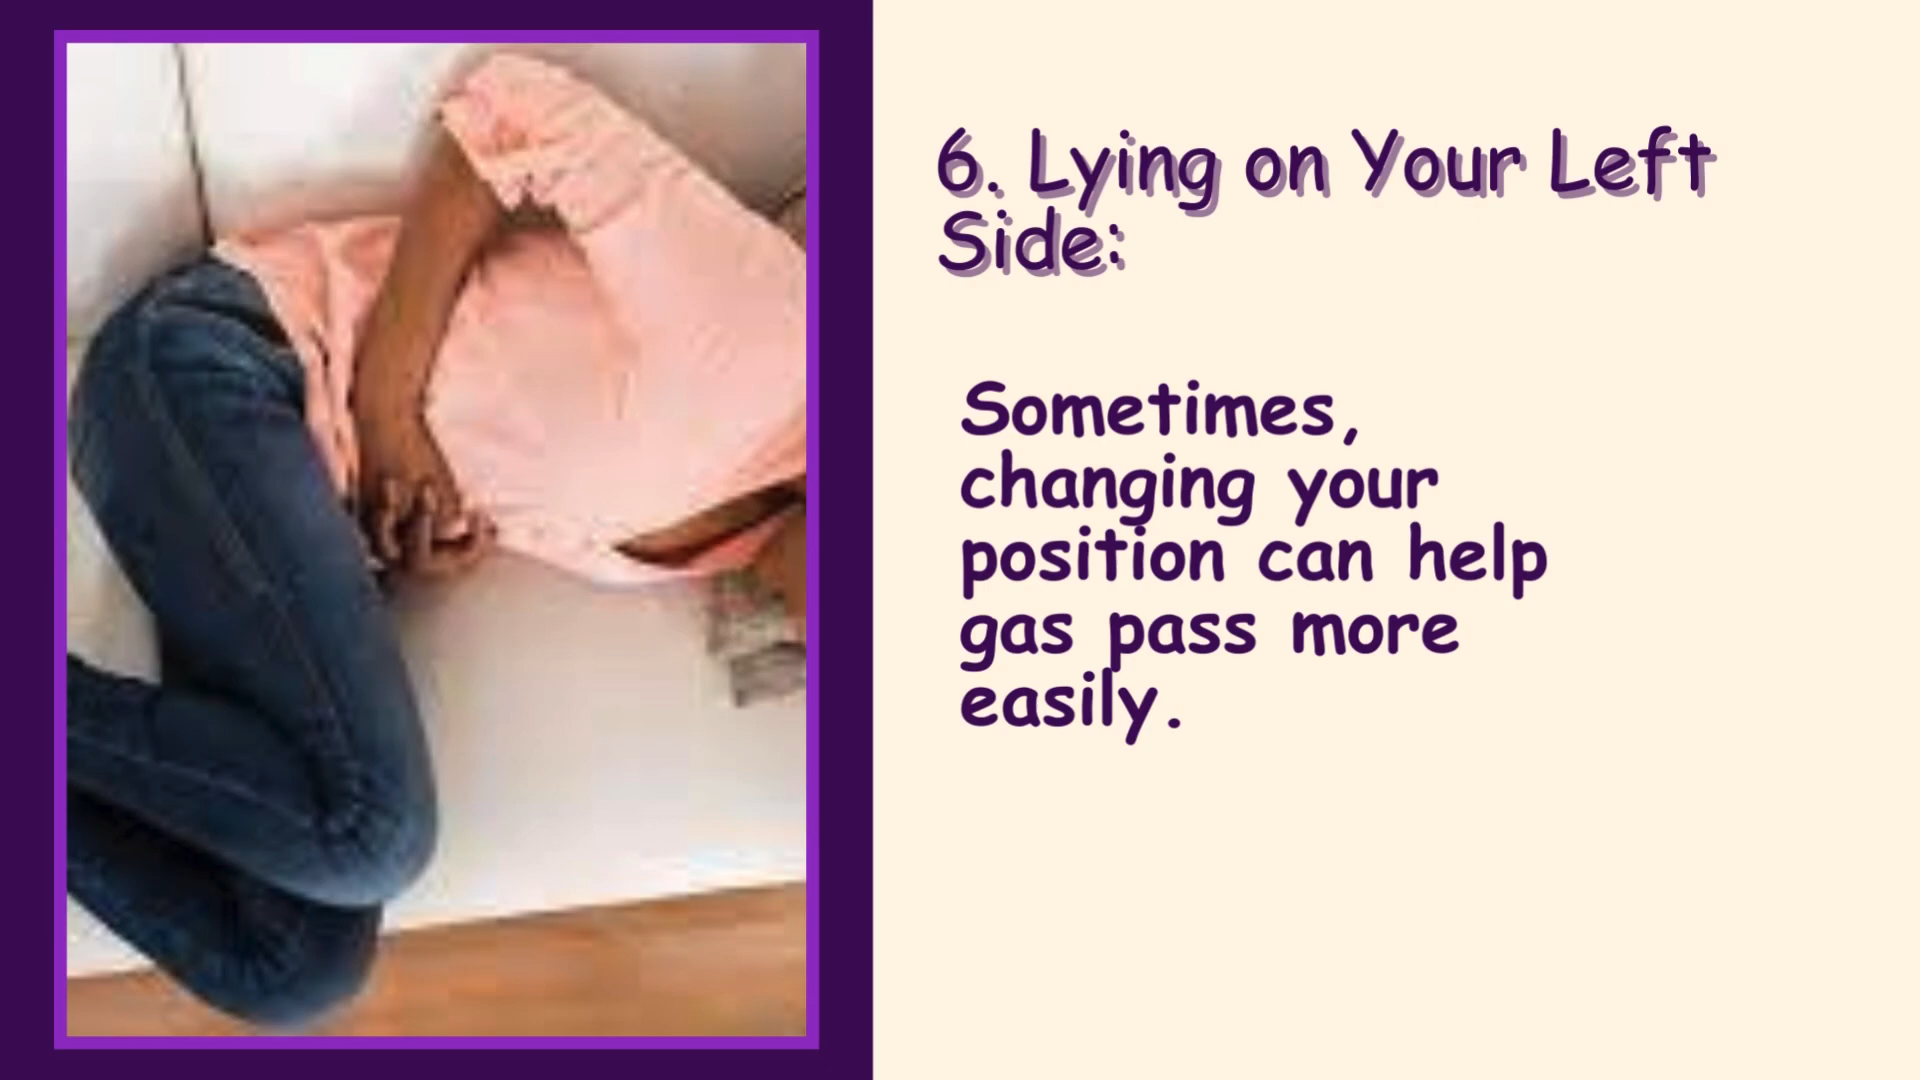 6. Lying on Your Left
Side:
Sometimes,
changing your
position can help
gas pass more
easily.